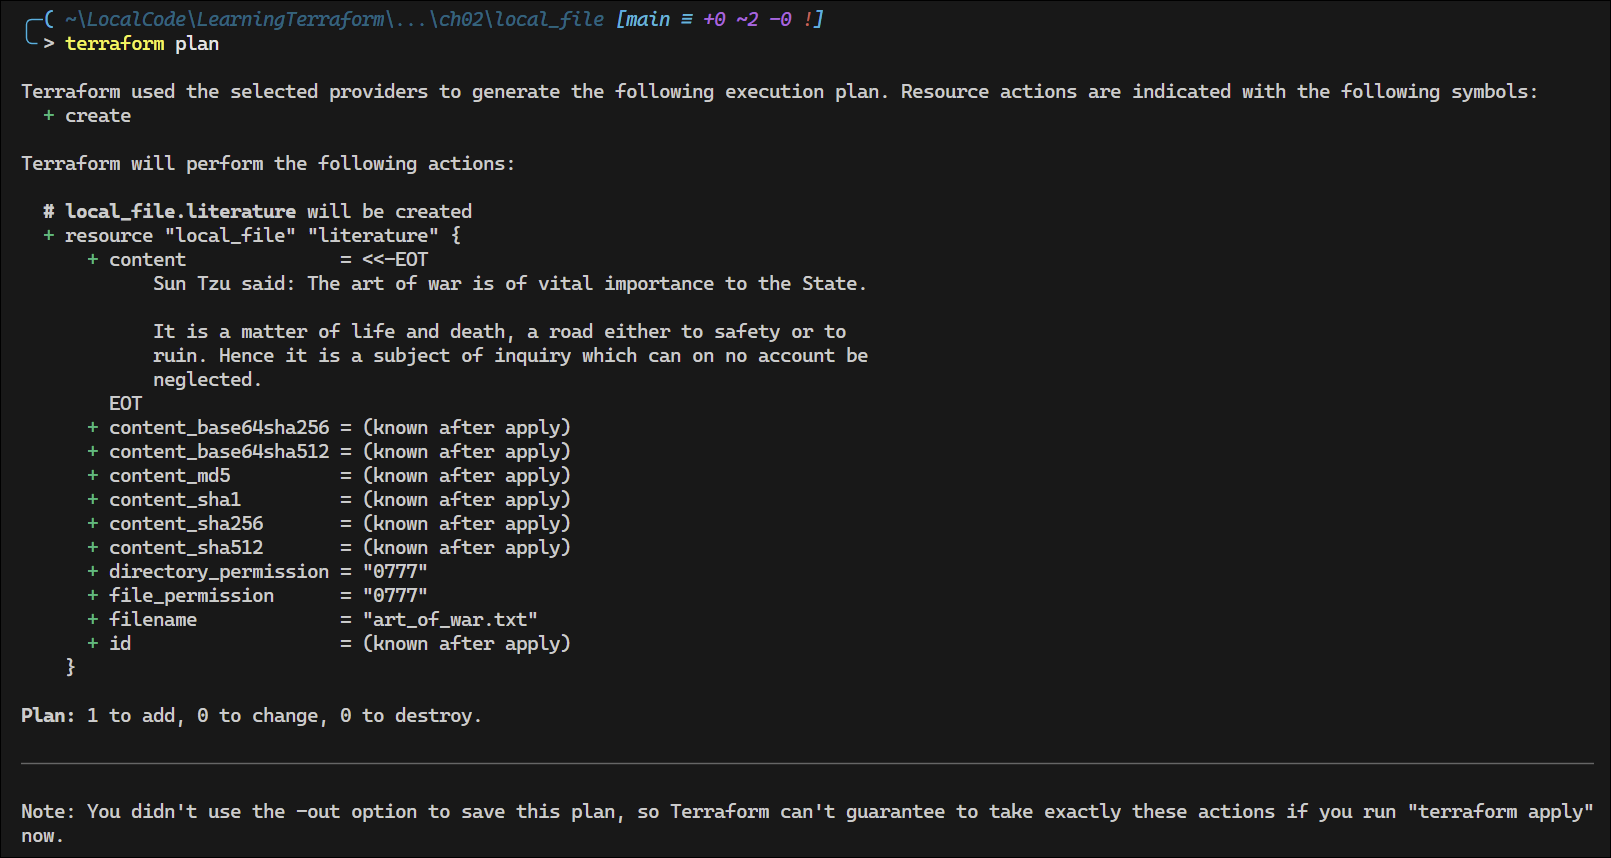 ~\LocalCode\LearningTerraform\...\ch02\local_file [main ≡ +0 ~2 -0 !]
> terraform plan
Terraform used the selected providers to generate the following execution plan. Resource actions are indicated with the following symbols:
+ create
Terraform will perform the following actions:
# local_file.literature will be created
+ resource "local_file" "literature" {
+ content = <<-EOT
Sun Tzu said: The art of war is of vital importance to the State.
It is a matter of life and death, a road either to safety or to
ruin. Hence it is a subject of inquiry which can on no account be
neglected.
EOT
+ content_base64sha256 = (known after apply)
+ content_base64sha512 = (known after apply)
+ content_md5 = (known after apply)
+ content_sha1 = (known after apply)
+ content_sha256 = (known after apply)
+ content_sha512 = (known after apply)
+ directory_permission = "0777"
+ file_permission = "0777"
+ filename = "art_of_war.txt"
+ id = (known after apply)
}
Plan: 1 to add, 0 to change, 0 to destroy.
Note: You didn't use the -out option to save this plan, so Terraform can't guarantee to take exactly these actions if you run "terraform apply"
now.